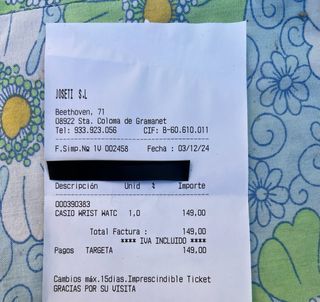 JOSETI S.L
Beethoven, 71
08922 Sta. Coloma de Gramanet
Tel: 933.923.056 CIF: B-60.610.011
F.Simp.Nº 1V 002458 Fecha : 03/12/24
Descripción Unid % Importe
000390383
CASIO WRIST WATC 1,0 149,00
Total Factura : 149,00
**** IVA INCLUIDO ****
Pagos TARGETA 149,00
Cambios máx.15dias.Imprescindible Ticket
GRACIAS POR SU VISITA